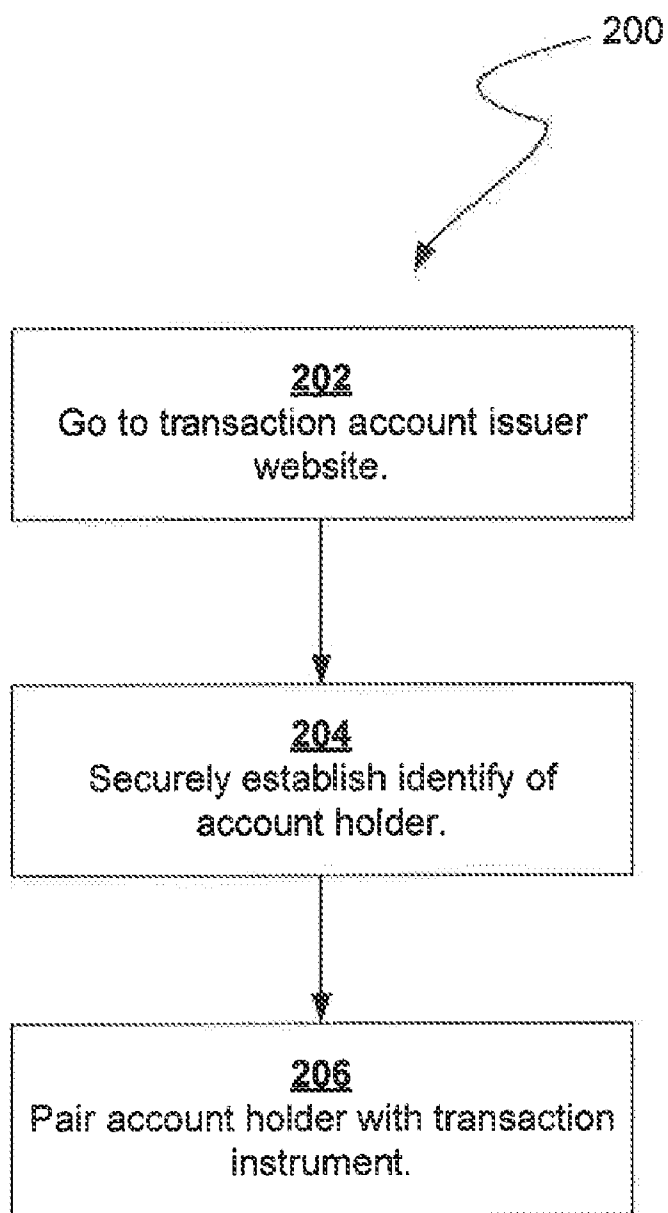 200
202
Go to transaction account issuer
website.
204
Securely establish identify of
account holder.
206
Pair account holder with transaction
instrument.